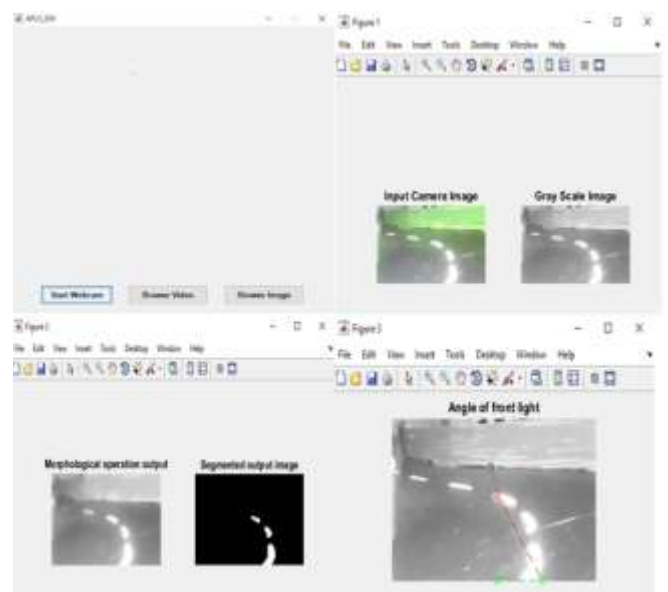 Start Webcam Browse Video Browse Image
Figure 1
File Edit View Insert Tools Desktop Window Help
Input Camera Image Gray Scale Image
Figure 2
File Edit View Insert Tools Desktop Window Help
Morphological operation output Segmented output image
Figure 3
File Edit View Insert Tools Desktop Window Help
Angle of front light